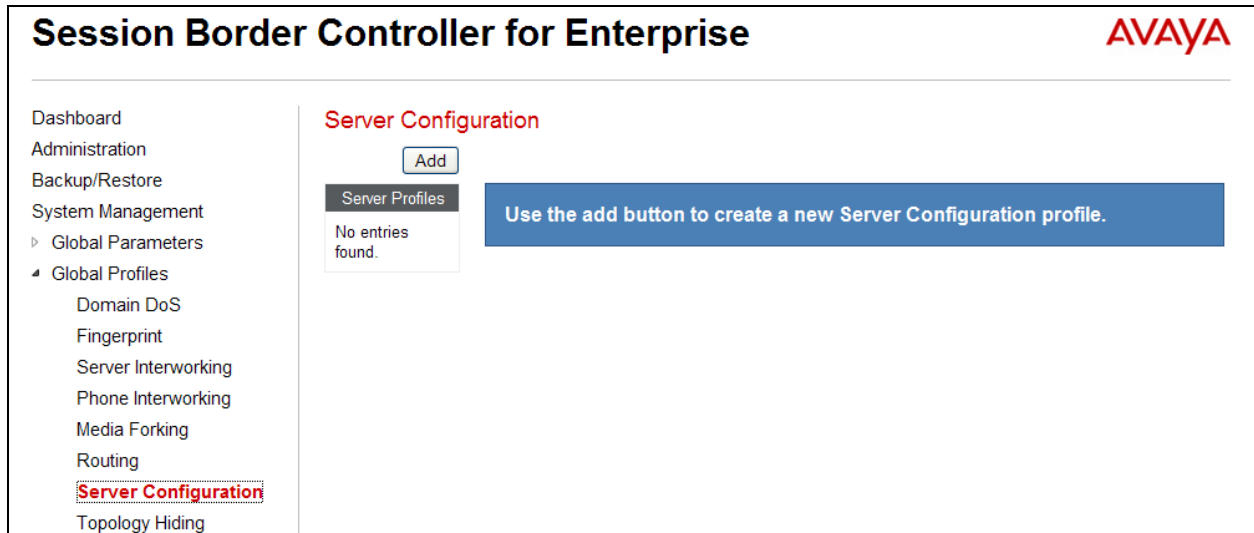 Session Border Controller for Enterprise
AVAYA
Dashboard
Administration
Backup/Restore
System Management
Global Parameters
Global Profiles
Domain DoS
Fingerprint
Server Interworking
Phone Interworking
Media Forking
Routing
Server Configuration
Topology Hiding
Server Configuration
Add
Server Profiles
No entries
found.
Use the add button to create a new Server Configuration profile.